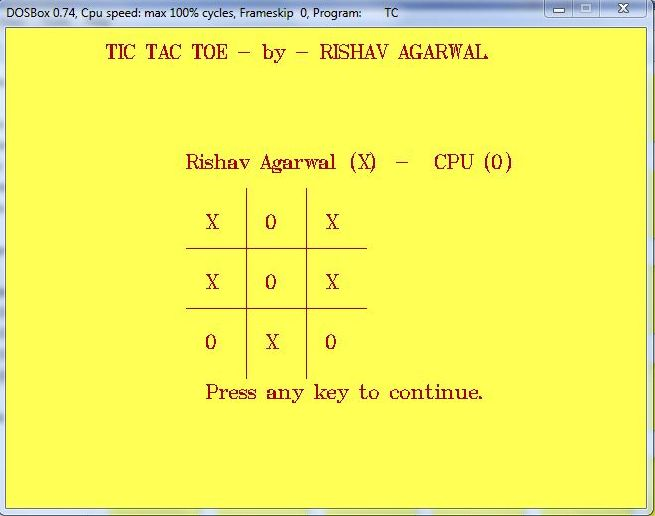 DOSBox 0.74, Cpu speed: max 100% cycles, Frameskip 0, Program: TC
TIC TAC TOE - by - RISHAV AGARWAL
Rishav Agarwal (X) - CPU (0)
X 0 X
X 0 X
0 X 0
Press any key to continue.